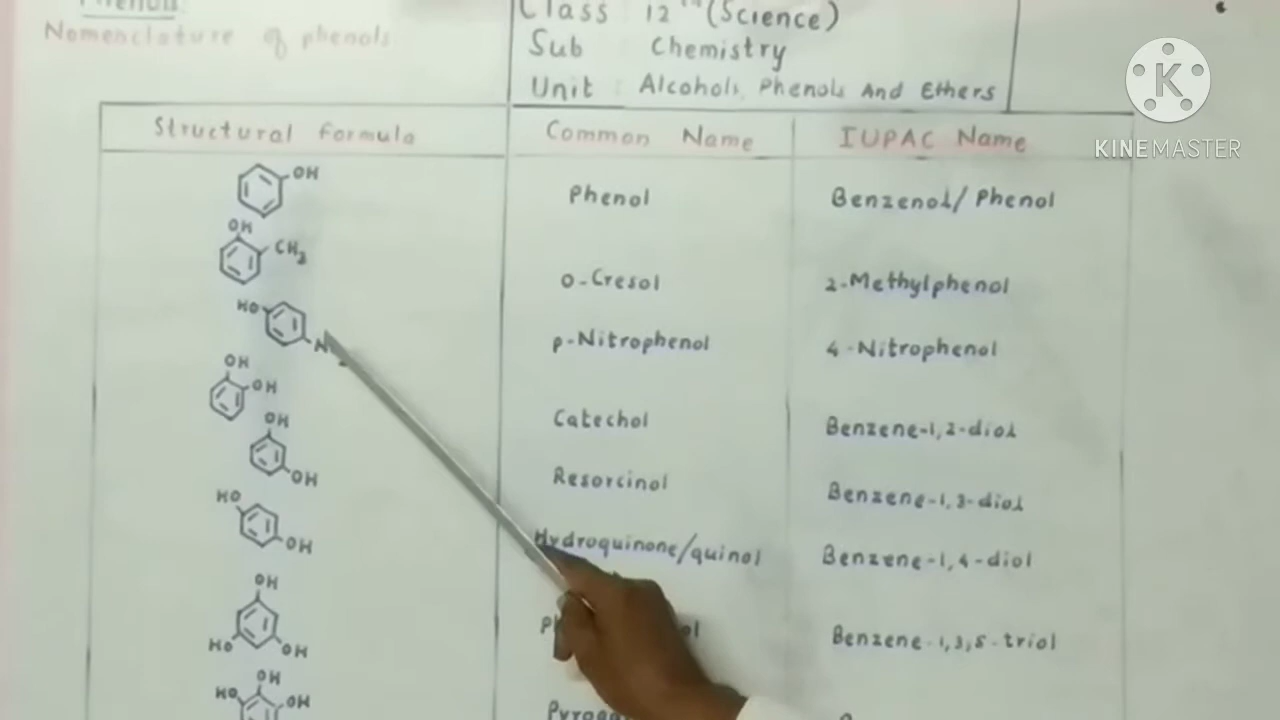 Phenols
Nomenclature of phenols
Class : 12th (Science)
Sub Chemistry
Unit : Alcohols, Phenols And Ethers
K
KINEMASTER
Structural Formula Common Name IUPAC Name
OH
Phenol Benzenol/Phenol
OH
CH3
o-Cresol 2-Methylphenol
HO
N
p-Nitrophenol 4-Nitrophenol
OH
OH
Catechol Benzene-1,2-diol
OH
OH
Resorcinol Benzene-1,3-diol
HO
OH
Hydroquinone/quinol Benzene-1,4-diol
OH
HO OH
Benzene-1,3,5-triol
OH
HO OH